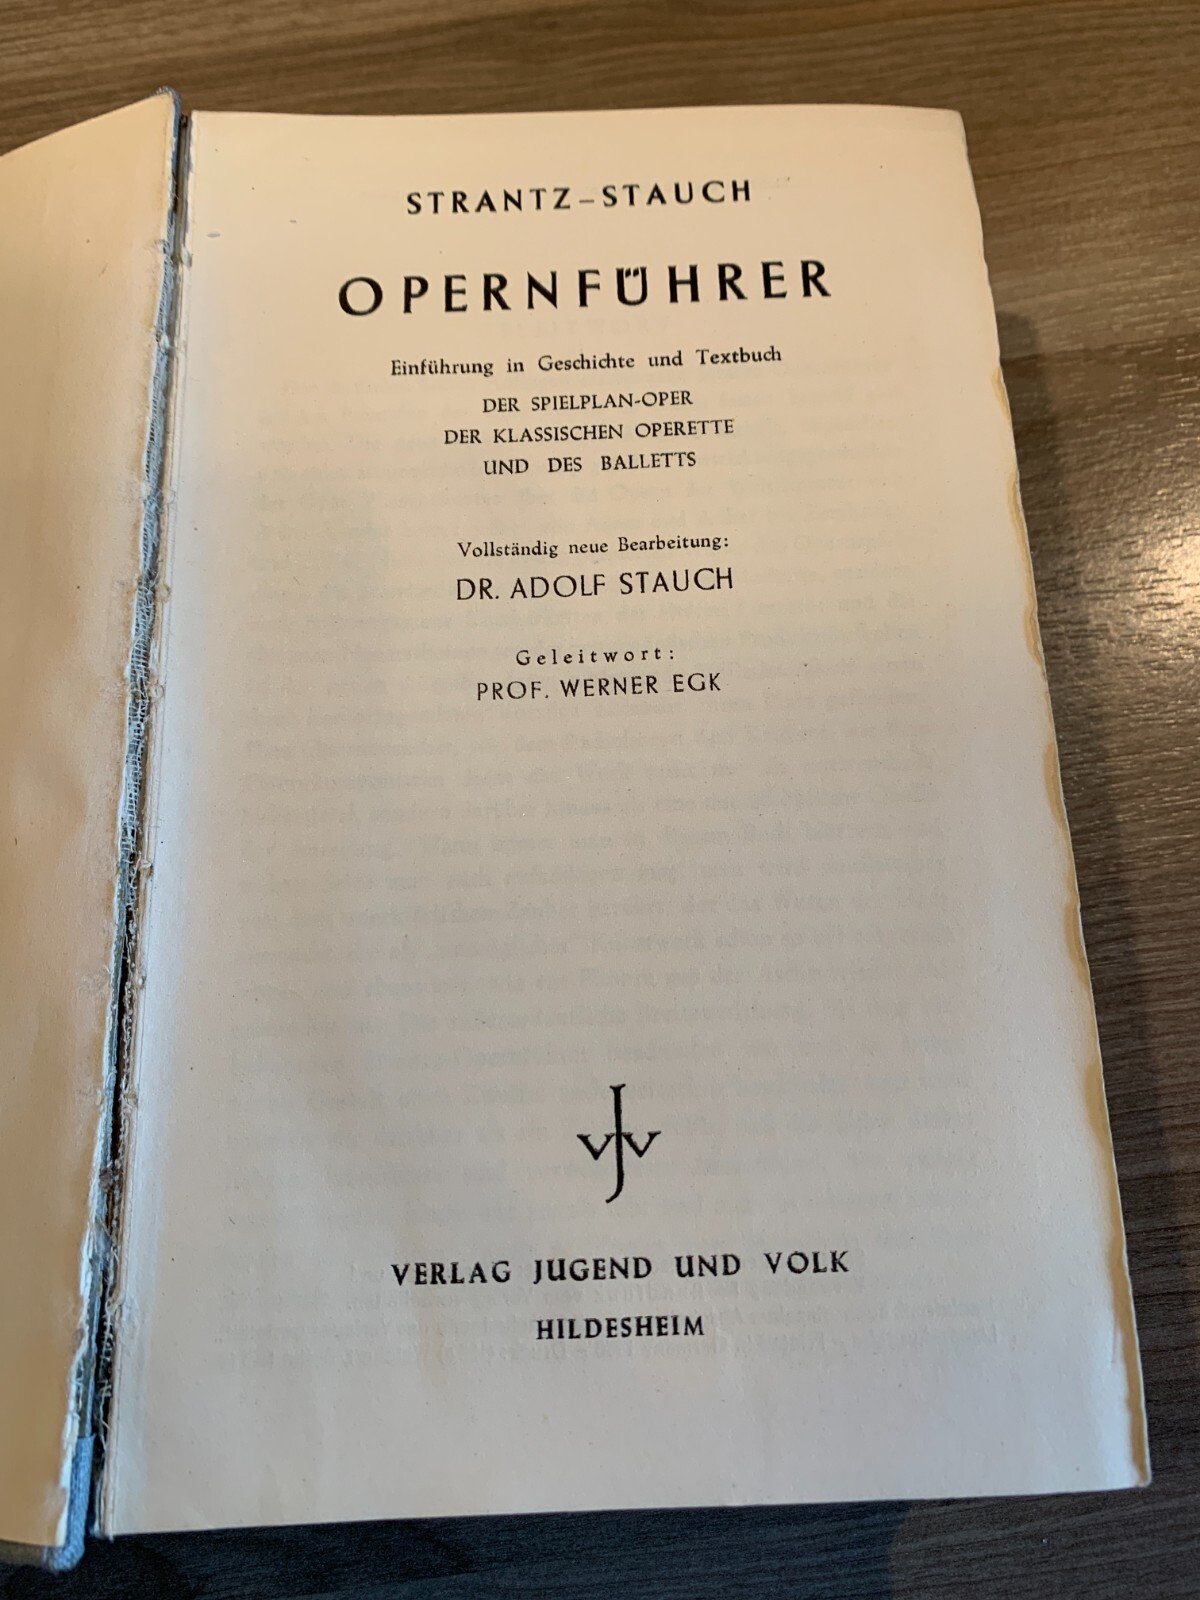 STRANTZ–STAUCH
OPERNFÜHRER
Einführung in Geschichte und Textbuch
DER SPIELPLAN-OPER
DER KLASSISCHEN OPERETTE
UND DES BALLETTS
Vollständig neue Bearbeitung:
DR. ADOLF STAUCH
Geleitwort:
PROF. WERNER EGK
VJV
VERLAG JUGEND UND VOLK
HILDESHEIM